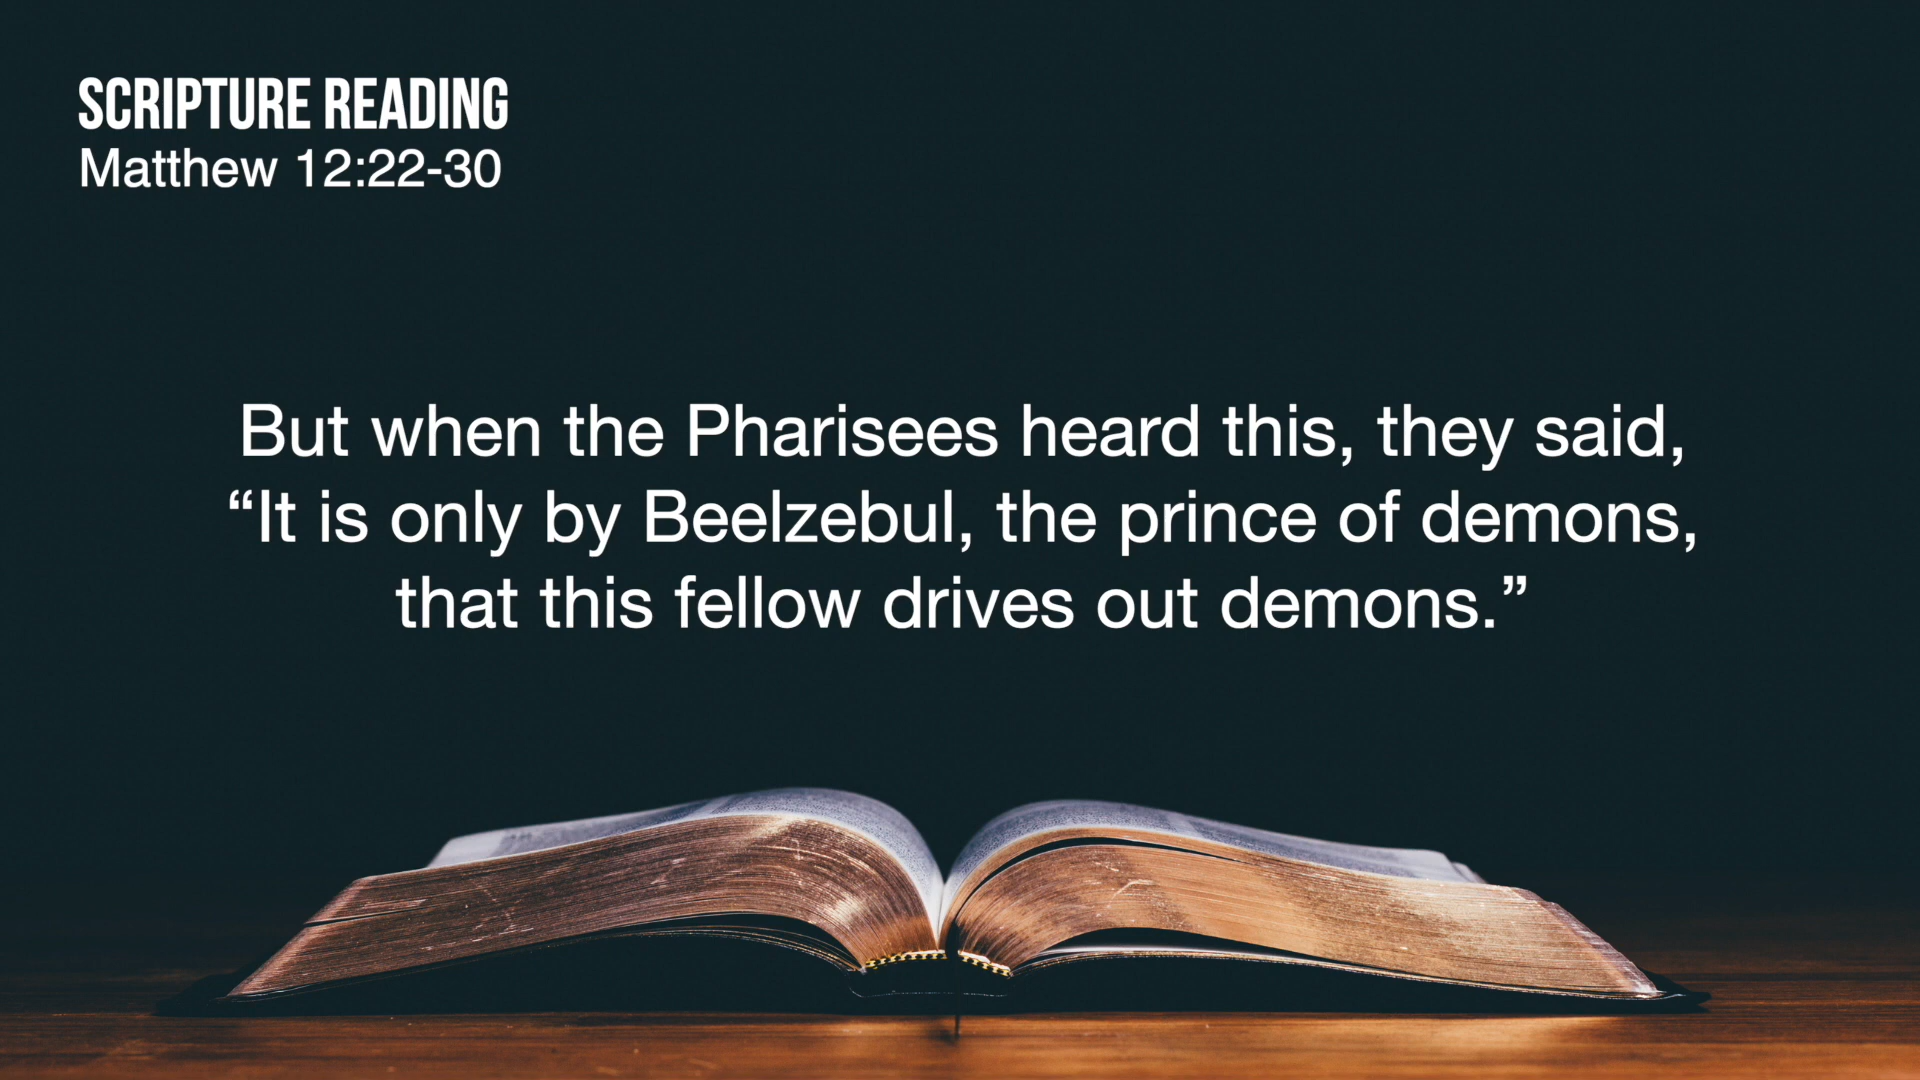 SCRIPTURE READING
Matthew 12:22-30
But when the Pharisees heard this, they said,
“It is only by Beelzebul, the prince of demons,
that this fellow drives out demons.”